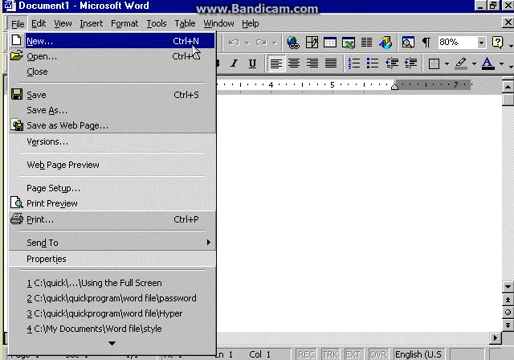 www.Bandicam.com
Document1 - Microsoft Word
File Edit View Insert Format Tools Table Window Help
New... Ctrl+N
80%
Open...
Close
B I U
Save Ctrl+S
Save As...
Save as Web Page...
Versions...
Web Page Preview
Page Setup...
Print Preview
Print... Ctrl+P
Send To
Properties
1 C:\quick\...\Using the Full Screen
2 C:\quick\quickprogram\word file\password
3 C:\quick\quickprogram\word file\Hyper
4 C:\My Documents\Word file\style
Ln 1 Col 1 REC TRK EXT OVR English (U.S